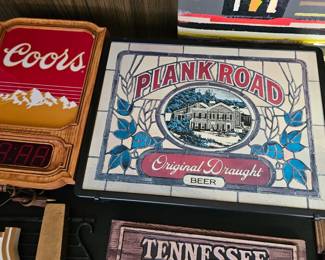 Coors
PLANK ROAD
Original Draught
BEER
TENNESSEE